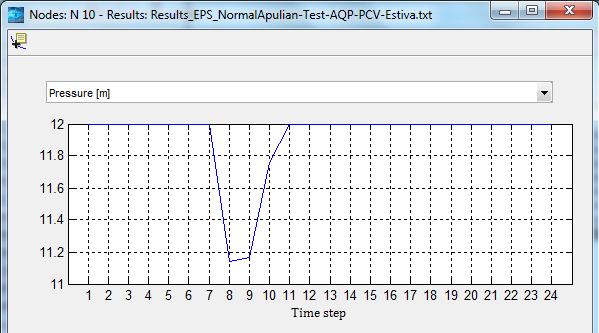 Nodes: N 10 - Results: Results_EPS_NormalApulian-Test-AQP-PCV-Estiva.txt
Pressure [m]
12
11.8
11.6
11.4
11.2
11
1 2 3 4 5 6 7 8 9 10 11 12 13 14 15 16 17 18 19 20 21 22 23 24
Time step